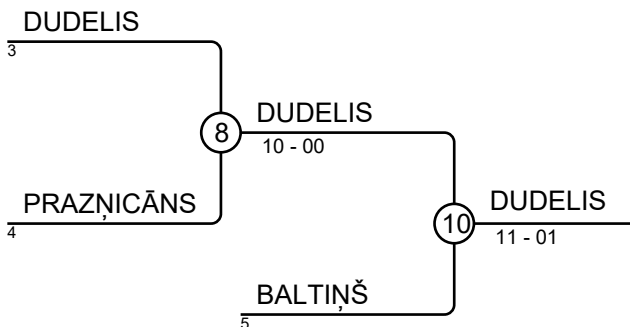 DUDELIS
3
8
DUDELIS
10 - 00
PRAZŅICĀNS
4
10
DUDELIS
11 - 01
BALTIŅŠ
5